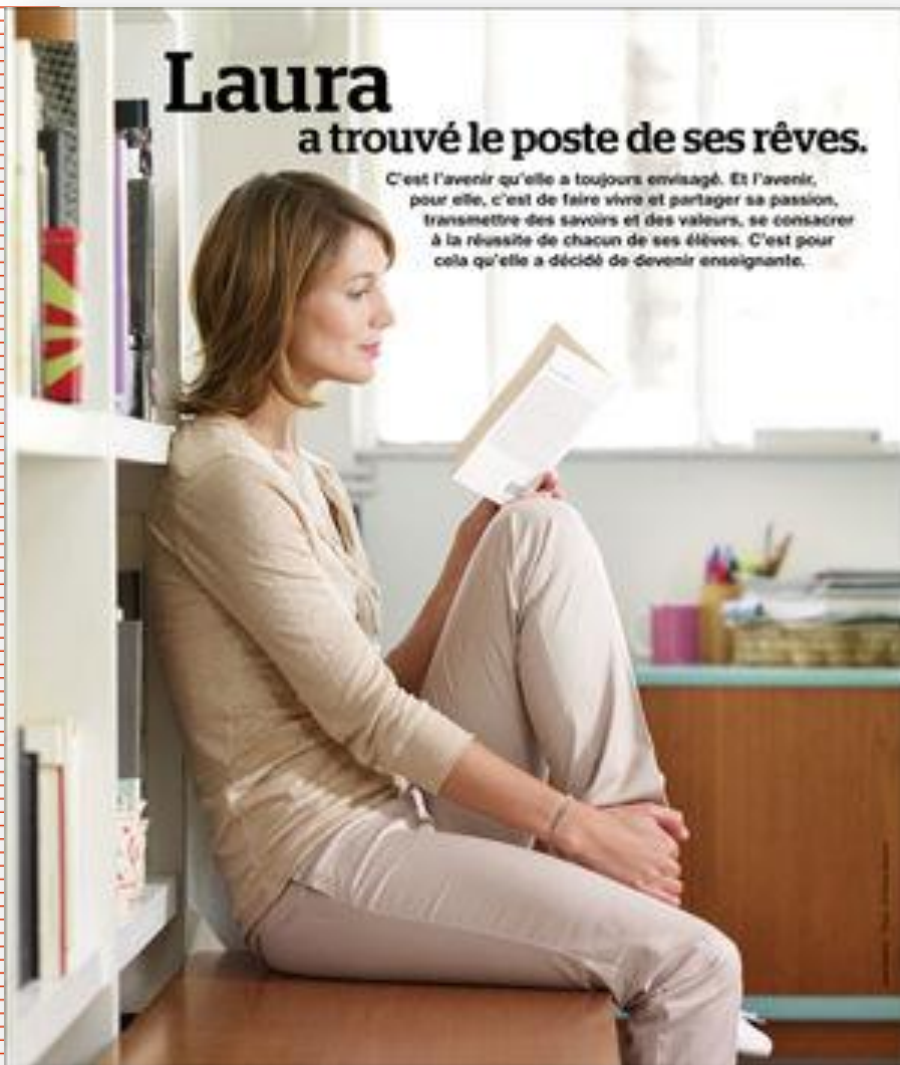 Laura
a trouvé le poste de ses rêves.
C'est l'avenir qu'elle a toujours envisagé. Et l'avenir,
pour elle, c'est de faire vivre et partager sa passion,
transmettre des savoirs et des valeurs, se consacrer
à la réussite de chacun de ses élèves. C'est pour
cela qu'elle a décidé de devenir enseignante.